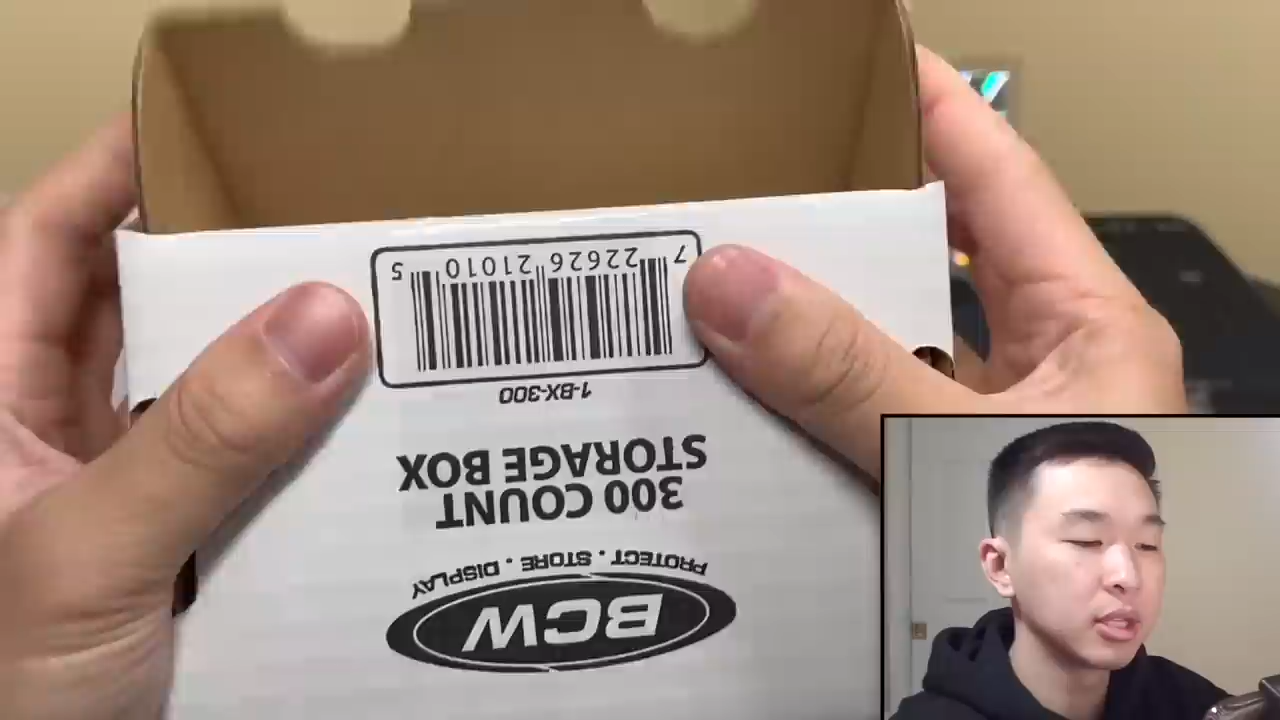 BCW
PROTECT . STORE . DISPLAY
300 COUNT
STORAGE BOX
1-BX-300
7 22626 21010 5